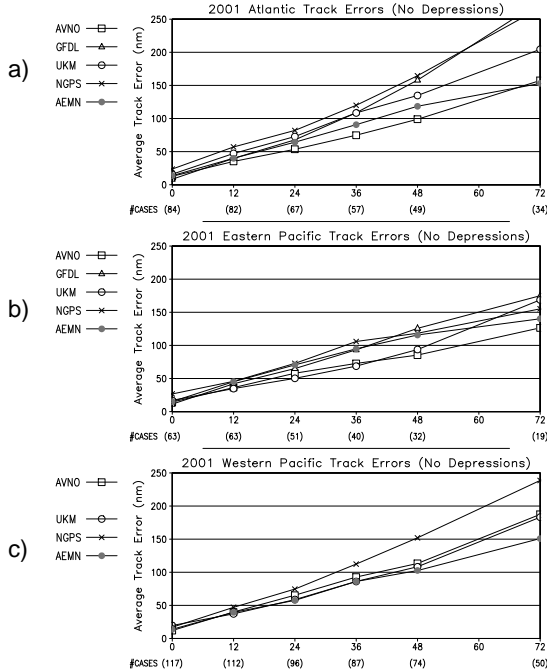 a)
2001 Atlantic Track Errors (No Depressions)
AVNO
GFDL
UKM
NGPS
AEMN
Average Track Error (nm)
250
200
150
100
50
0
0 12 24 36 48 60 72
#CASES (84) (82) (67) (57) (49) (34)
b)
2001 Eastern Pacific Track Errors (No Depressions)
AVNO
GFDL
UKM
NGPS
AEMN
Average Track Error (nm)
250
200
150
100
50
0
0 12 24 36 48 60 72
#CASES (63) (63) (51) (40) (32) (19)
c)
2001 Western Pacific Track Errors (No Depressions)
AVNO
UKM
NGPS
AEMN
Average Track Error (nm)
250
200
150
100
50
0
0 12 24 36 48 60 72
#CASES (117) (112) (96) (87) (74) (50)